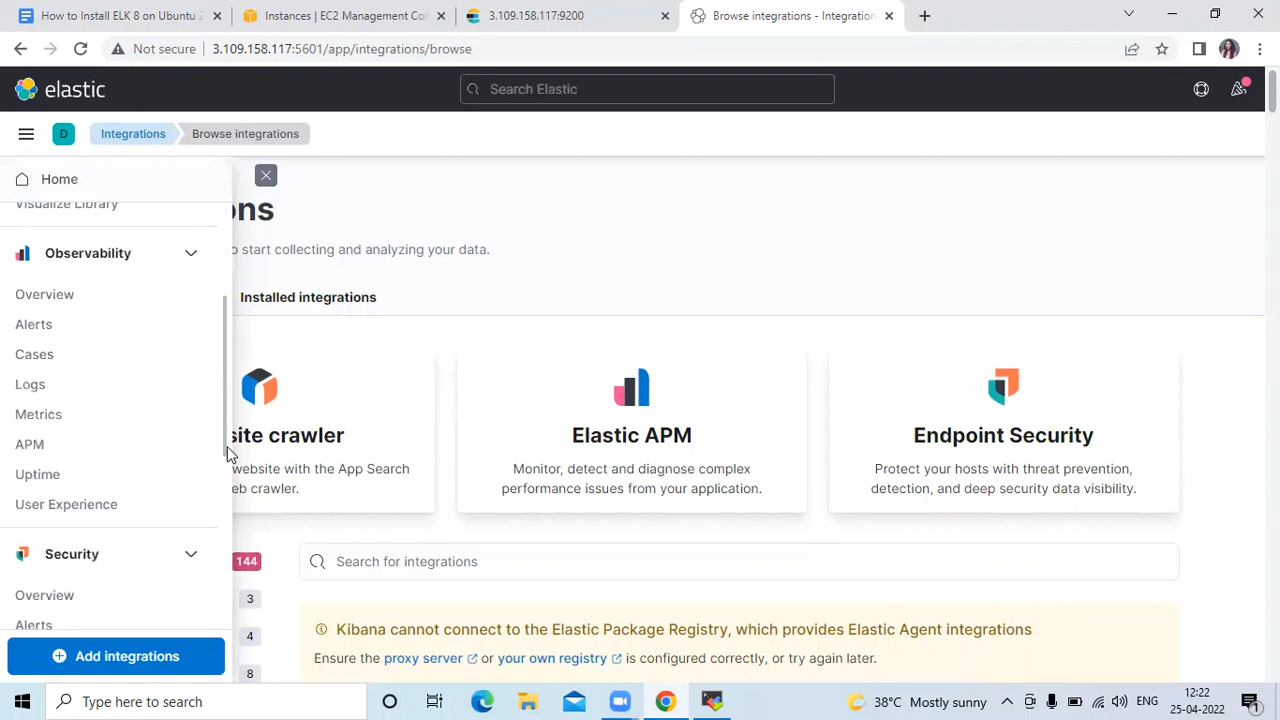 How to Install ELK 8 on Ubuntu 2
Instances | EC2 Management Co
3.109.158.117:9200
Browse integrations - Integration
Not secure
3.109.158.117:5601/app/integrations/browse
elastic
Search Elastic
D
Integrations
Browse integrations
Home
ons
Visualize Library
o start collecting and analyzing your data.
Observability
Overview
Installed integrations
Alerts
Cases
Logs
Metrics
APM
Uptime
User Experience
site crawler
website with the App Search
eb crawler.
Elastic APM
Monitor, detect and diagnose complex
performance issues from your application.
Endpoint Security
Protect your hosts with threat prevention,
detection, and deep security data visibility.
Security
Overview
Alerts
Add integrations
144
3
4
8
Search for integrations
Kibana cannot connect to the Elastic Package Registry, which provides Elastic Agent integrations
Ensure the proxy server or your own registry is configured correctly, or try again later.
Type here to search
38°C Mostly sunny
ENG
12:22
25-04-2022
1